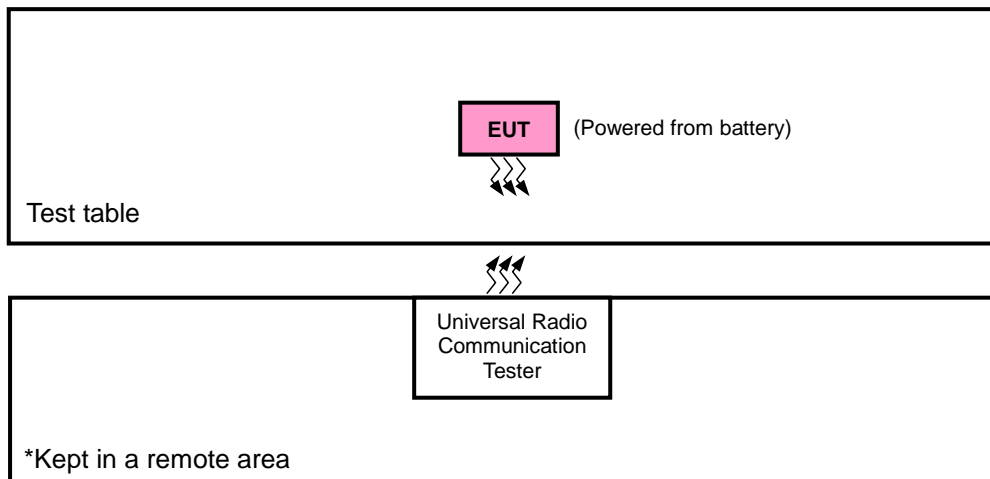 EUT
(Powered from battery)
Test table
Universal Radio
Communication
Tester
*Kept in a remote area